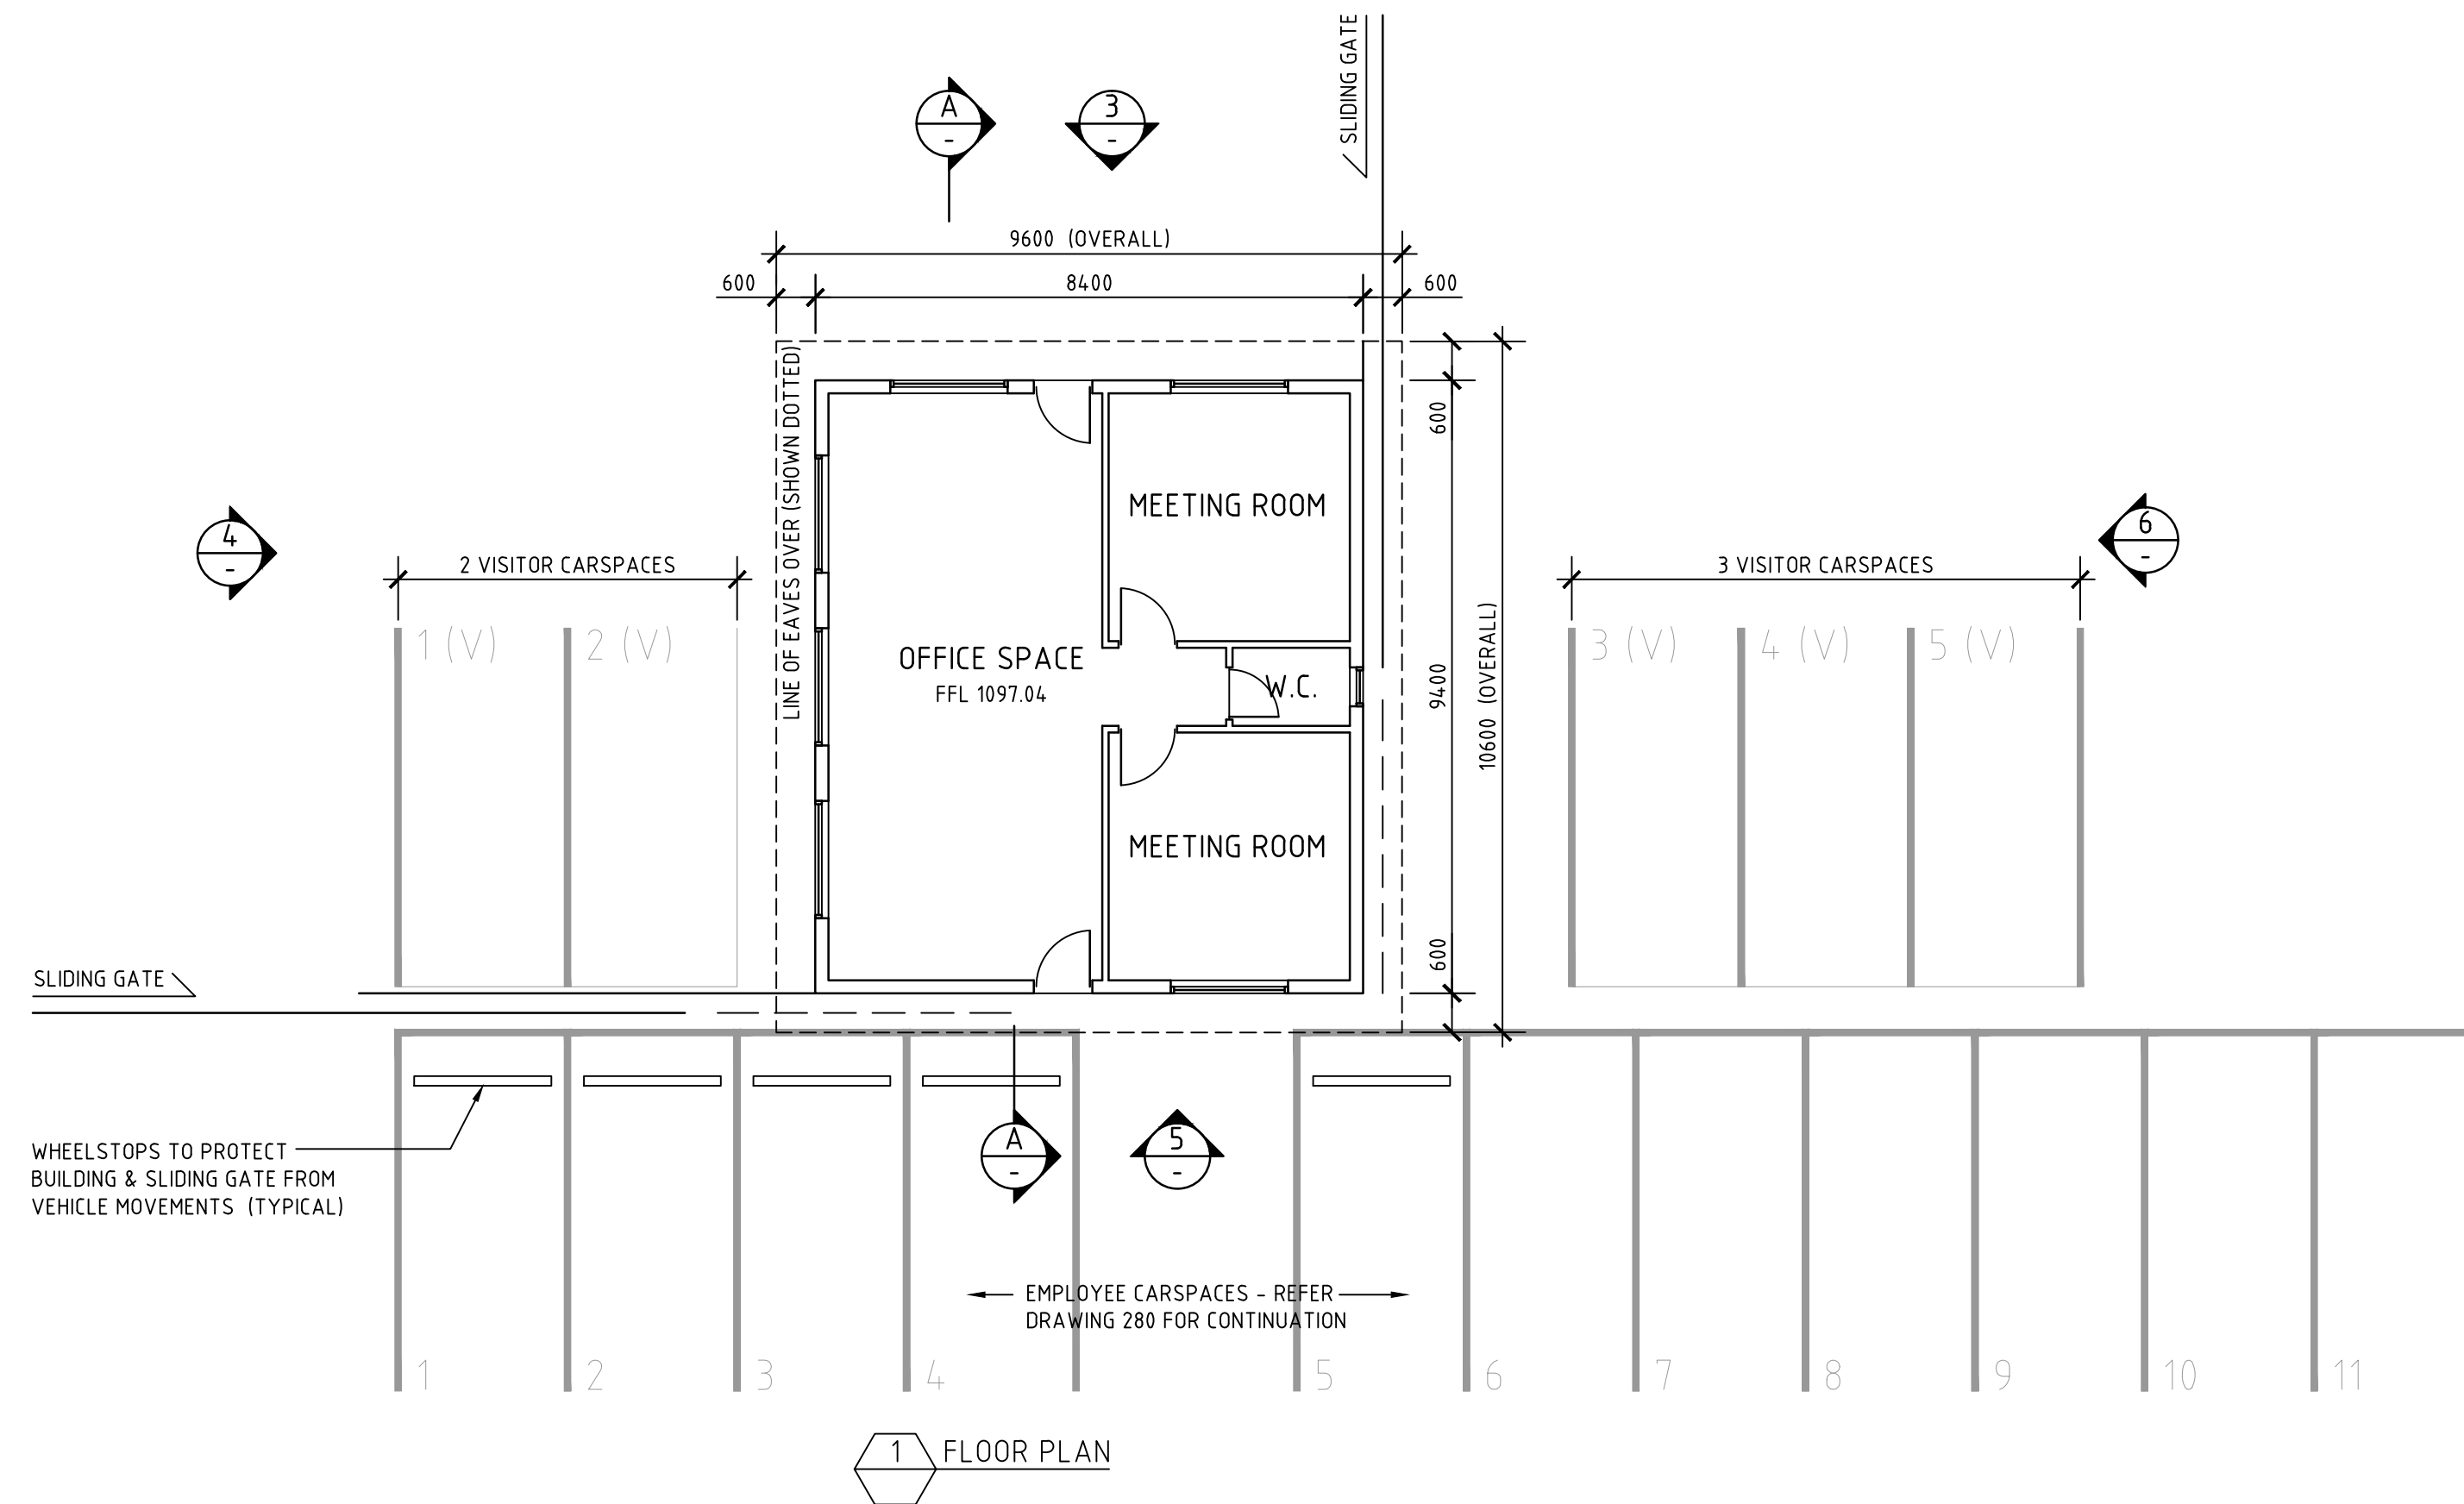 SLIDING GATE
A
-
3
-
9600 (OVERALL)
600
8400
600
LINE OF EAVES OVER (SHOWN DOTTED)
600
9400
600
10600 (OVERALL)
MEETING ROOM
4
-
6
-
2 VISITOR CARSPACES
3 VISITOR CARSPACES
1 (V)
2 (V)
3 (V)
4 (V)
5 (V)
OFFICE SPACE
FFL 1097.04
W.C.
MEETING ROOM
SLIDING GATE
WHEELSTOPS TO PROTECT
BUILDING & SLIDING GATE FROM
VEHICLE MOVEMENTS (TYPICAL)
A
-
5
-
EMPLOYEE CARSPACES - REFER
DRAWING 280 FOR CONTINUATION
1
2
3
4
5
6
7
8
9
10
11
1
FLOOR PLAN